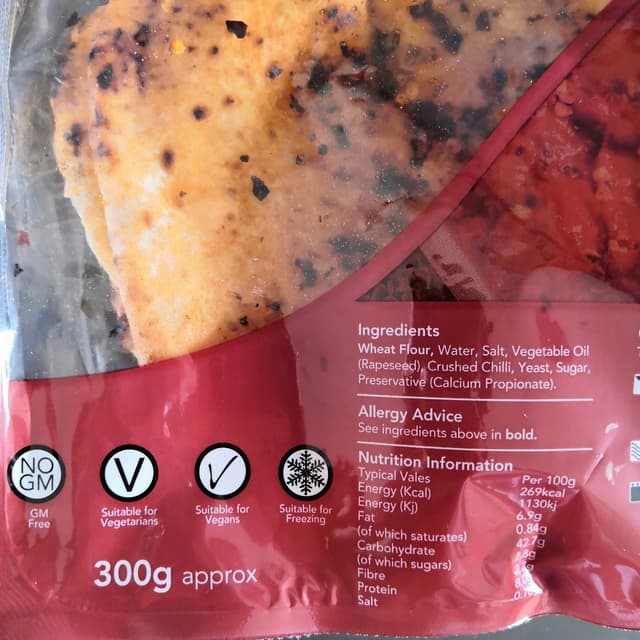 Ingredients
Wheat Flour, Water, Salt, Vegetable Oil
(Rapeseed), Crushed Chilli, Yeast, Sugar,
Preservative (Calcium Propionate).
Allergy Advice
See ingredients above in bold.
Nutrition Information
Typical Vales Per 100g
Energy (Kcal) 269kcal
Energy (Kj) 1130kj
Fat 6.9g
(of which saturates) 0.84g
Carbohydrate 42.7g
(of which sugars)
Fibre
Protein
Salt
NO
GM
GM
Free
V
Suitable for
Vegetarians
Suitable for
Vegans
Suitable for
Freezing
300g approx